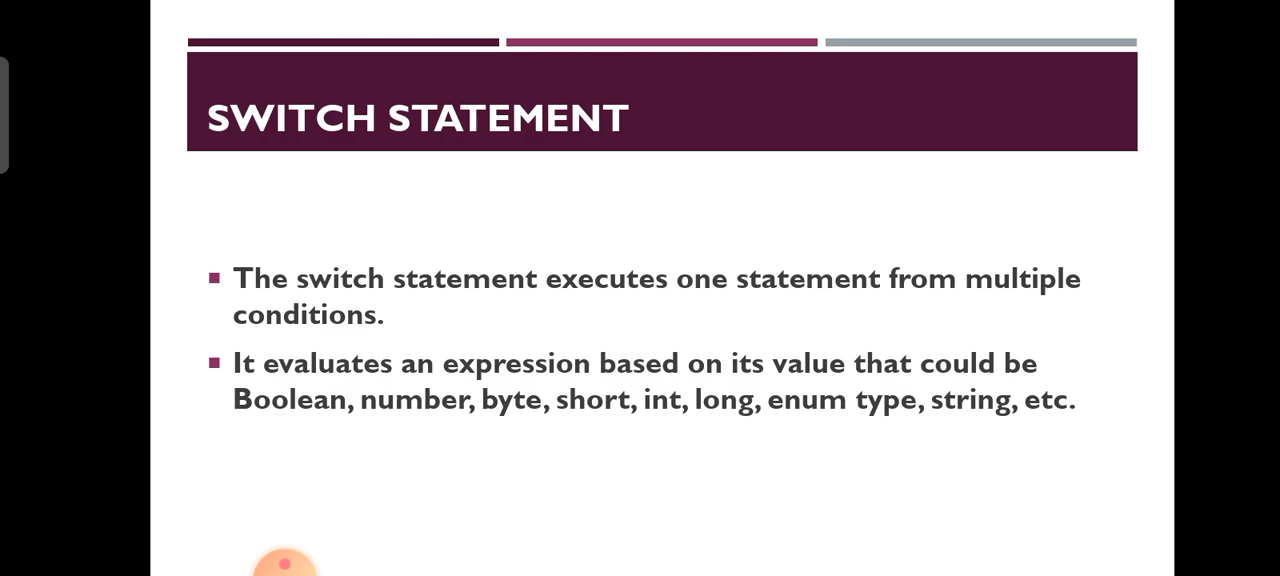 SWITCH STATEMENT
The switch statement executes one statement from multiple
conditions.
It evaluates an expression based on its value that could be
Boolean, number, byte, short, int, long, enum type, string, etc.